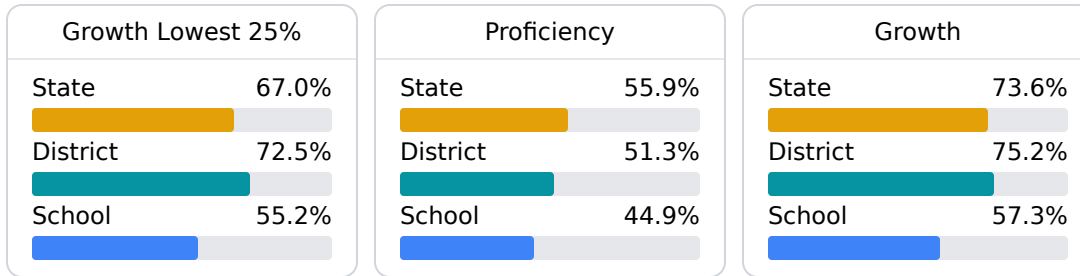 Growth Lowest 25%
State 67.0%
District 72.5%
School 55.2%
Proficiency
State 55.9%
District 51.3%
School 44.9%
Growth
State 73.6%
District 75.2%
School 57.3%